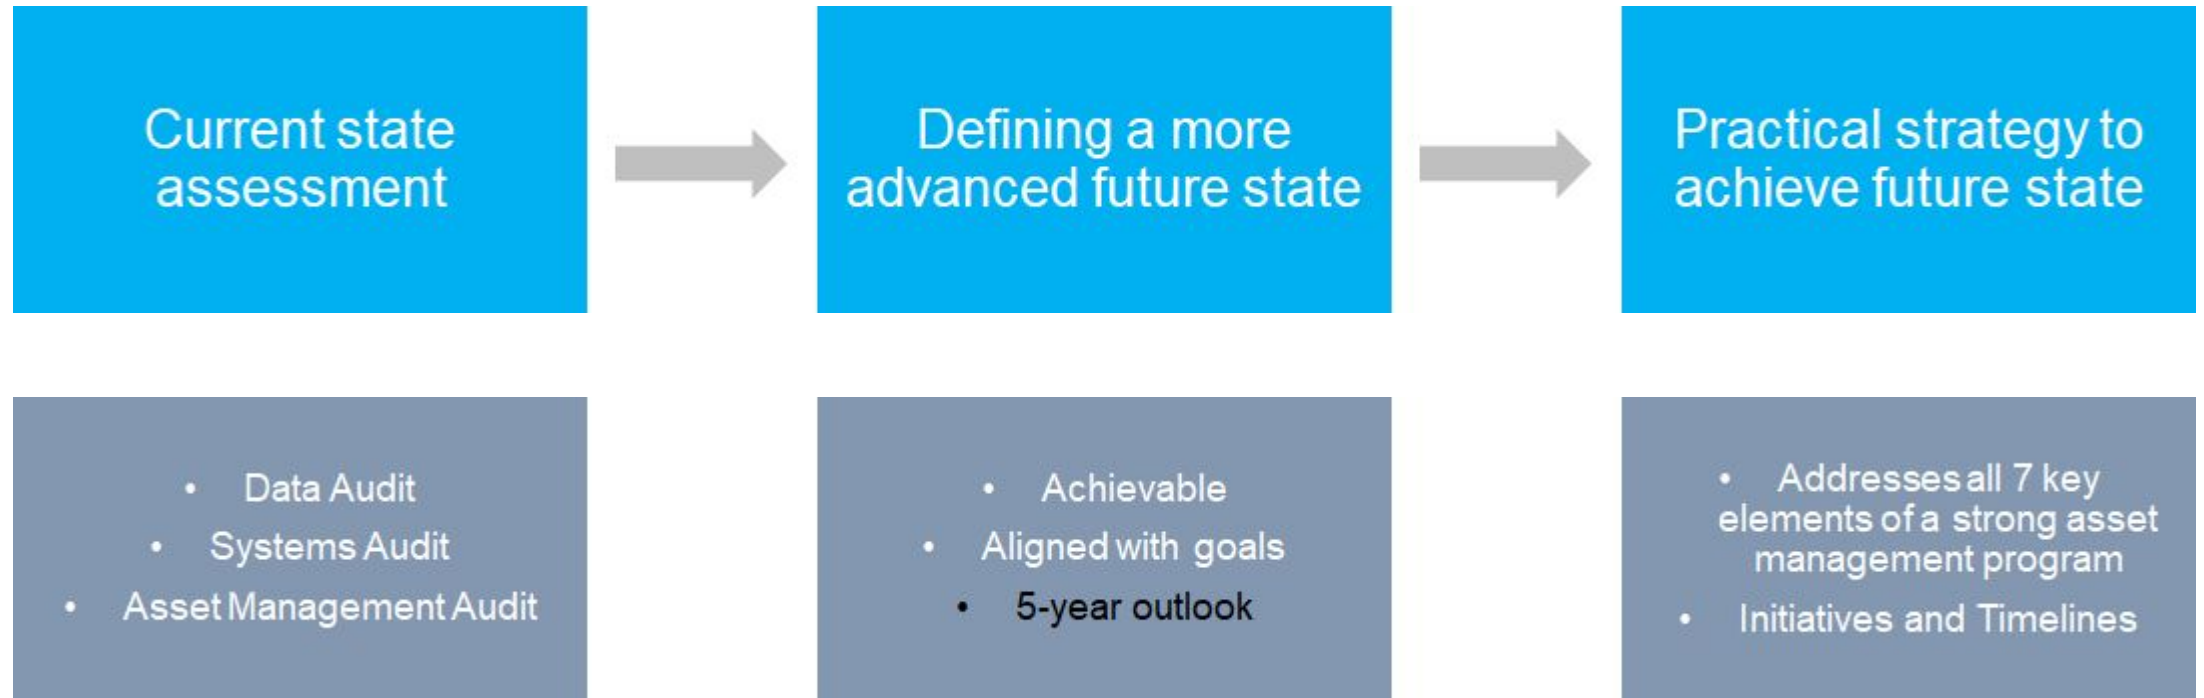 Current state
assessment
Defining a more
advanced future state
Practical strategy to
achieve future state
• Data Audit
• Systems Audit
• Asset Management Audit
• Achievable
• Aligned with goals
• 5-year outlook
• Addresses all 7 key
elements of a strong asset
management program
• Initiatives and Timelines